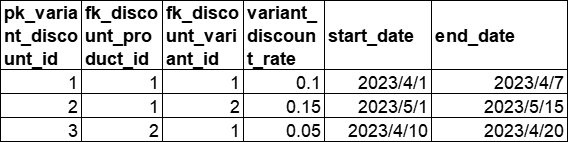 pk_varia fk_disco fk_disco variant_
nt_disco unt_pro unt_vari discoun start_date end_date
unt_id duct_id ant_id t_rate
1 1 1 0.1 2023/4/1 2023/4/7
2 1 2 0.15 2023/5/1 2023/5/15
3 2 1 0.05 2023/4/10 2023/4/20